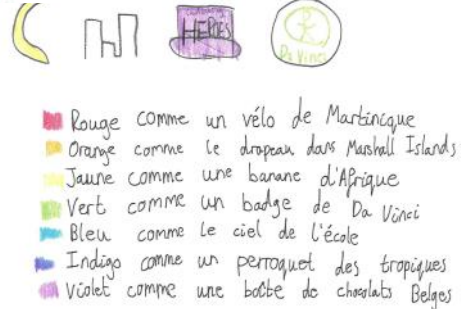 HEROES
Da Vinci
Rouge comme un vélo de Martinique
Orange comme le drapeau dans Marshall Islands
Jaune comme une banane d'Afrique
Vert comme un badge de Da Vinci
Bleu comme le ciel de l'école
Indigo comme un perroquet des tropiques
Violet comme une boîte de chocolats Belges